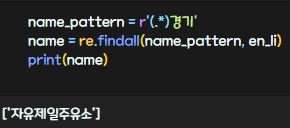 name_pattern = r'(.*)경기'
name = re.findall(name_pattern, en_li)
print(name)
['자유제일주유소']